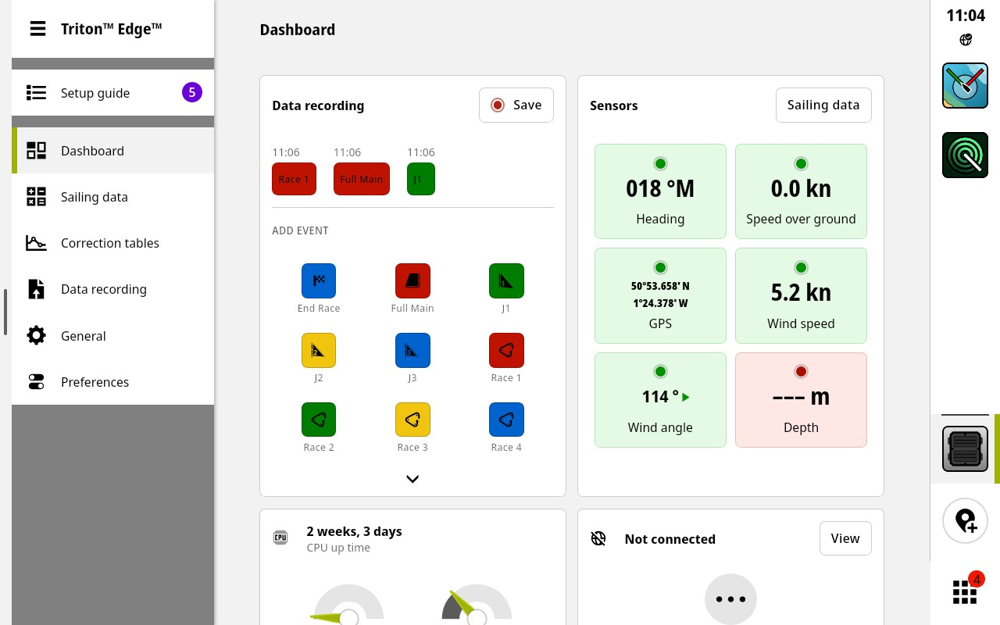 Triton™ Edge™
Setup guide
5
Dashboard
Sailing data
Correction tables
Data recording
General
Preferences
Dashboard
Data recording
Save
11:06
11:06
11:06
Race 1
Full Main
J1
ADD EVENT
End Race
Full Main
J1
J2
J3
Race 1
Race 2
Race 3
Race 4
Sensors
Sailing data
018 °M
Heading
0.0 kn
Speed over ground
50°53.658' N
1°24.378' W
GPS
5.2 kn
Wind speed
114 °
Wind angle
––– m
Depth
CPU
2 weeks, 3 days
CPU up time
Not connected
View
11:04
4